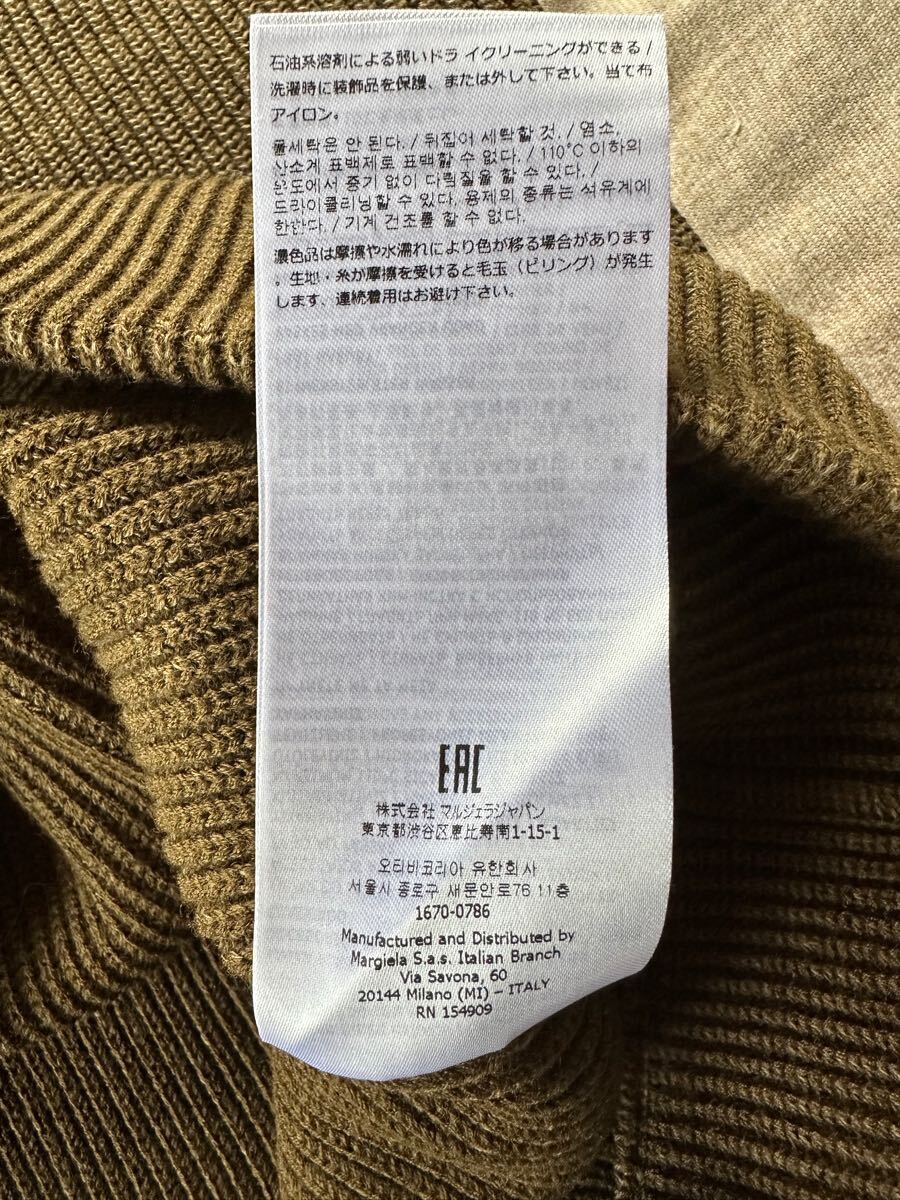 石油系溶剤による弱いドラ イクリーニングができる /
洗濯時に装飾品を保護、または外して下さい。当て布
アイロン。
물세탁은 안 된다. / 뒤집어 세탁할 것. / 염소,
산소계 표백제로 표백할 수 없다. / 110°C 이하의
온도에서 증기 없이 다림질을 할 수 있다. /
드라이클리닝할 수 있다. 용제의 종류는 석유계에
한한다. / 기계 건조를 할 수 없다.
濃色品は摩擦や水濡れにより色が移る場合があります
。生地・糸が摩擦を受けると毛玉（ピリング）が発生
します、連続着用はお避け下さい。
EAC
株式会社 マルジェラジャパン
東京都渋谷区恵比寿南1-15-1
오티비코리아 유한회사
서울시 종로구 새문안로76 11층
1670-0786
Manufactured and Distributed by
Margiela S.a.s. Italian Branch
Via Savona, 60
20144 Milano (MI) - ITALY
RN 154909